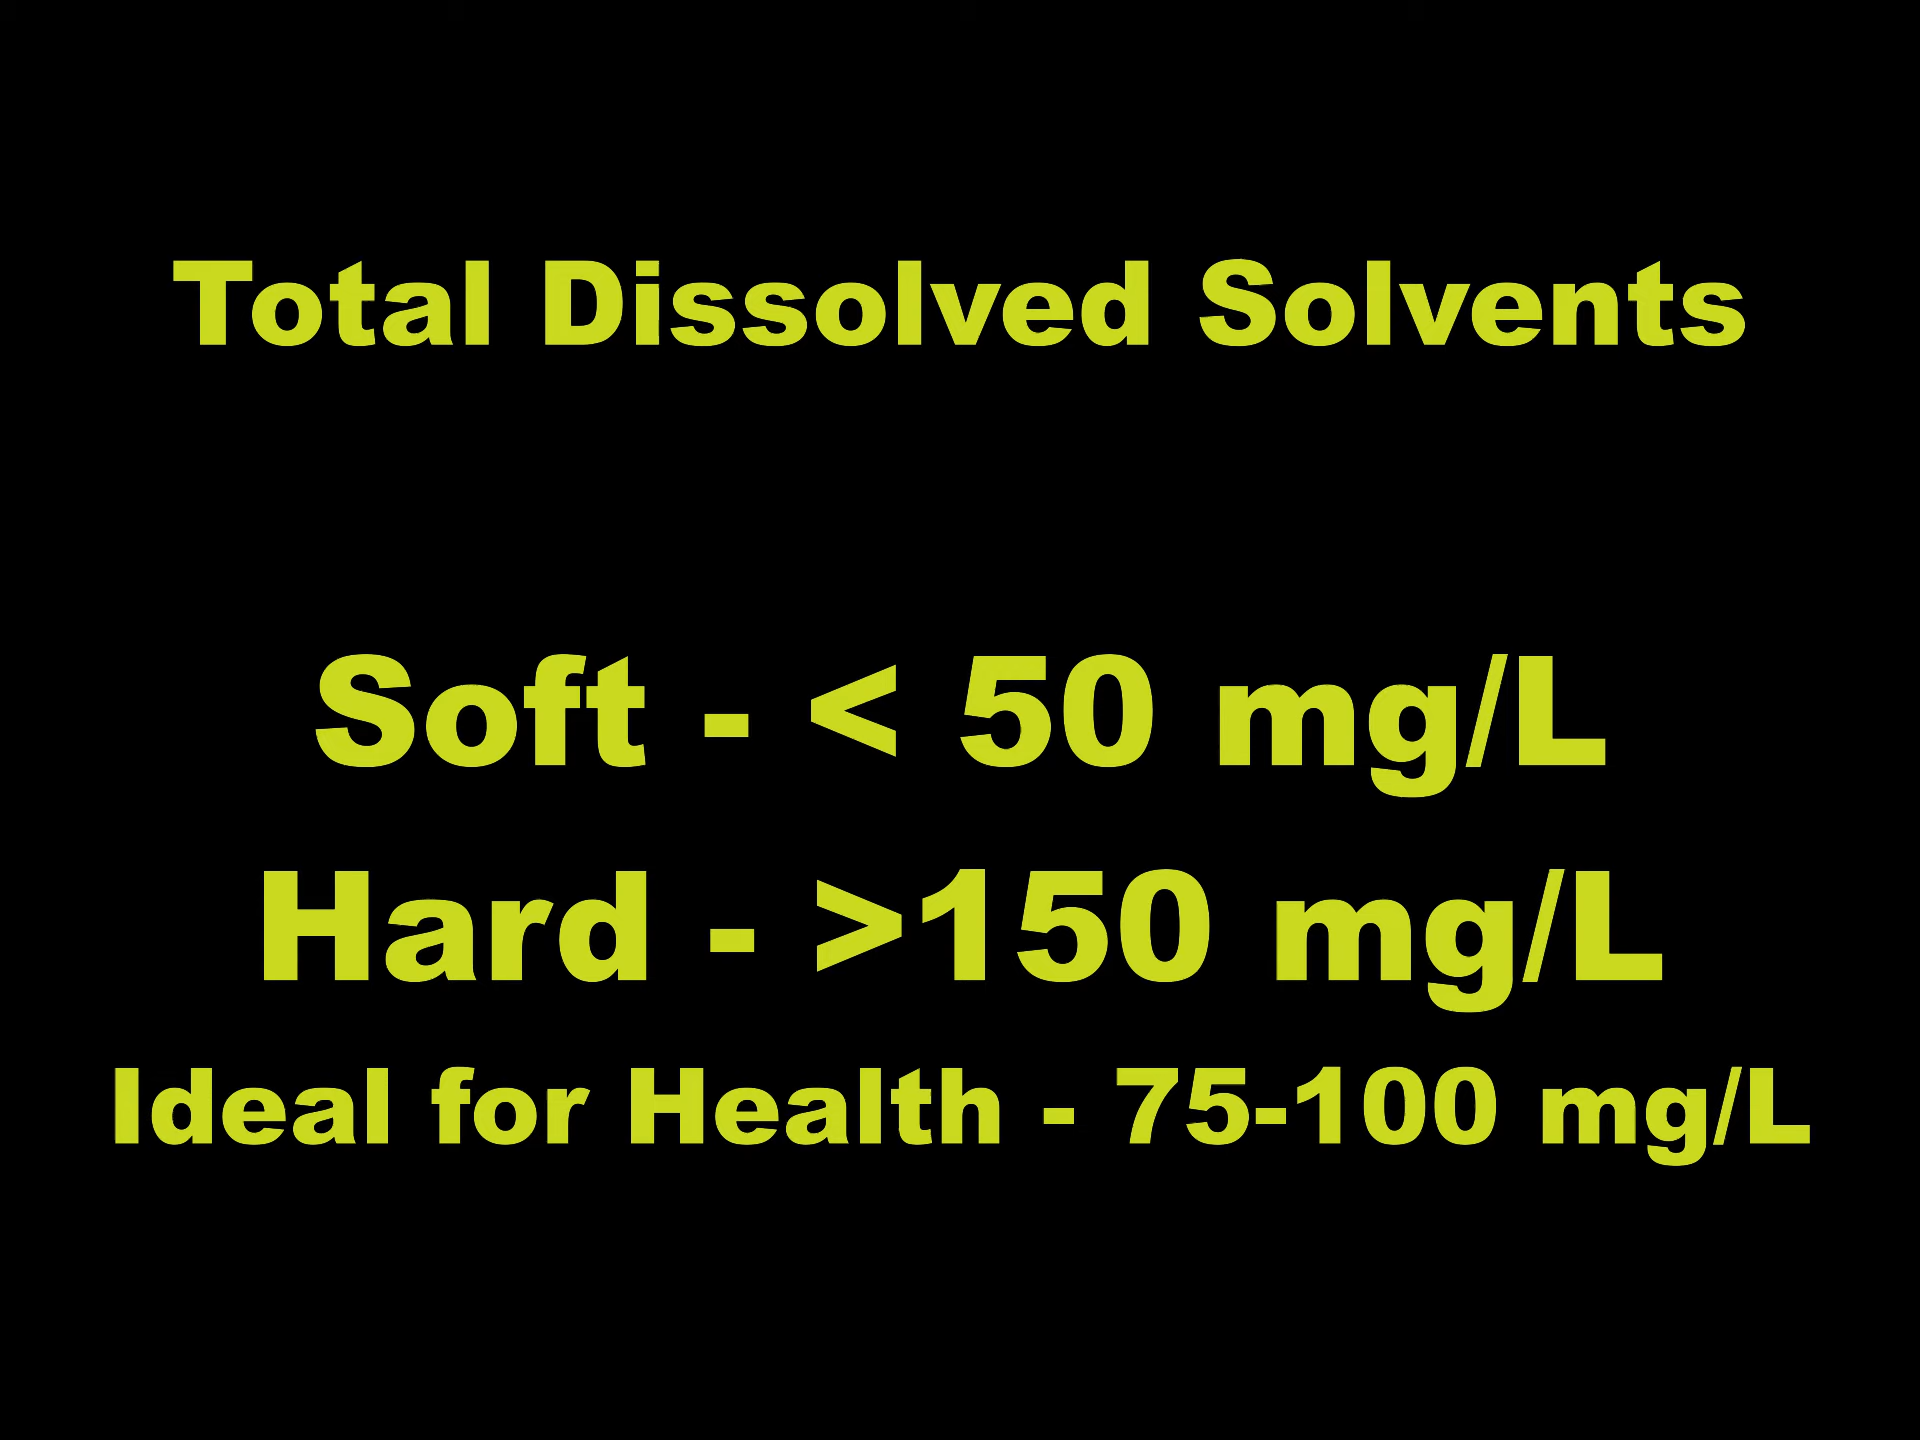 Total Dissolved Solvents
Soft - < 50 mg/L
Hard - >150 mg/L
Ideal for Health - 75-100 mg/L